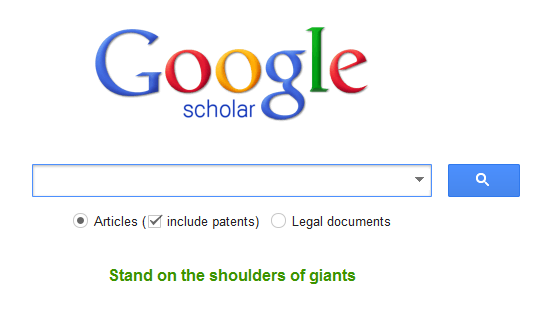 Google
scholar
Articles (include patents) Legal documents
Stand on the shoulders of giants